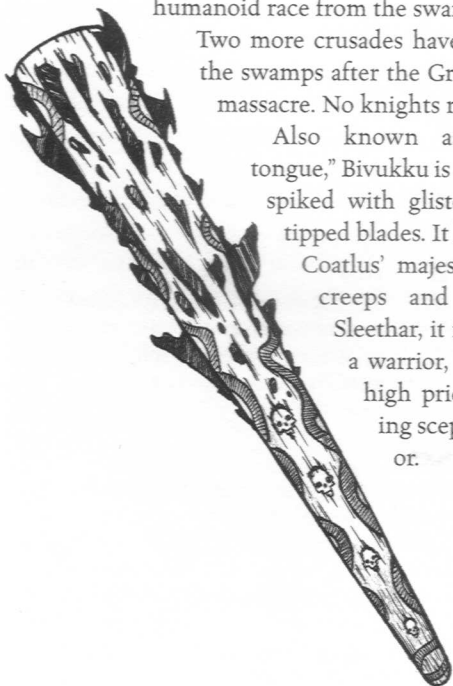 humanoid race from the swa
Two more crusades have
the swamps after the Gr
massacre. No knights r
Also known a
tongue,” Bivukku is
spiked with glist
tipped blades. It
Coatlus’ majes
creeps and
Sleethar, it
a warrior,
high prie
ing scep
or.